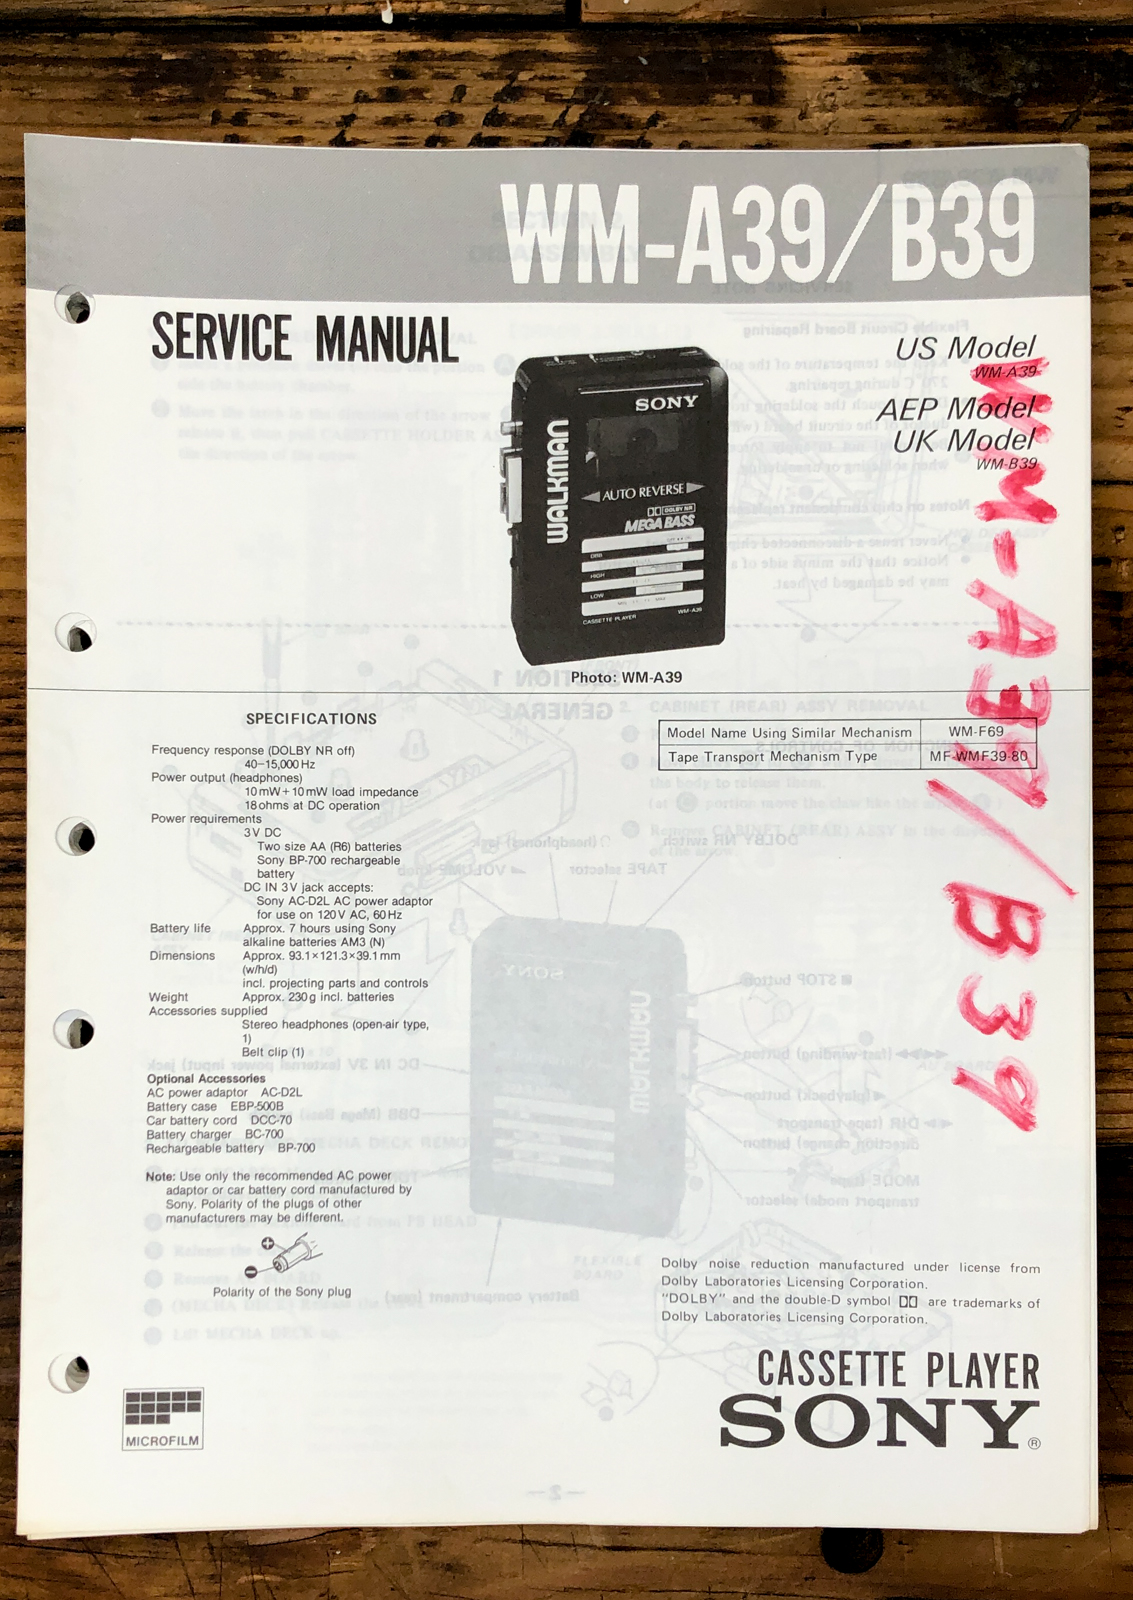 WM-A39/B39
SERVICE MANUAL
US Model
WM-A39
AEP Model
UK Model
WM-B39
SONY
WALKMAN
AUTO REVERSE
DOLBY NR
MEGA BASS
DBB
HIGH
LOW
CASSETTE PLAYER
WM-A39
Photo: WM-A39
WM-A39/B39
SPECIFICATIONS
Frequency response (DOLBY NR off)
40–15,000 Hz
Power output (headphones)
10 mW + 10 mW load impedance
18 ohms at DC operation
Power requirements
3 V DC
Two size AA (R6) batteries
Sony BP-700 rechargeable
battery
DC IN 3 V jack accepts:
Sony AC-D2L AC power adaptor
for use on 120 V AC, 60 Hz
Battery life Approx. 7 hours using Sony
alkaline batteries AM3 (N)
Dimensions Approx. 93.1 × 121.3 × 39.1 mm
(w/h/d)
incl. projecting parts and controls
Weight Approx. 230 g incl. batteries
Accessories supplied
Stereo headphones (open-air type,
1)
Belt clip (1)
Optional Accessories
AC power adaptor AC-D2L
Battery case EBP-500B
Car battery cord DCC-70
Battery charger BC-700
Rechargeable battery BP-700
Note: Use only the recommended AC power
adaptor or car battery cord manufactured by
Sony. Polarity of the plugs of other
manufacturers may be different.
Polarity of the Sony plug
Model Name Using Similar Mechanism WM-F69
Tape Transport Mechanism Type MF-WMF39-80
Dolby noise reduction manufactured under license from
Dolby Laboratories Licensing Corporation.
"DOLBY" and the double-D symbol are trademarks of
Dolby Laboratories Licensing Corporation.
MICROFILM
CASSETTE PLAYER
SONY®